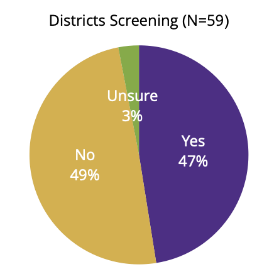 Districts Screening (N=59)
Unsure
3%
Yes
47%
No
49%